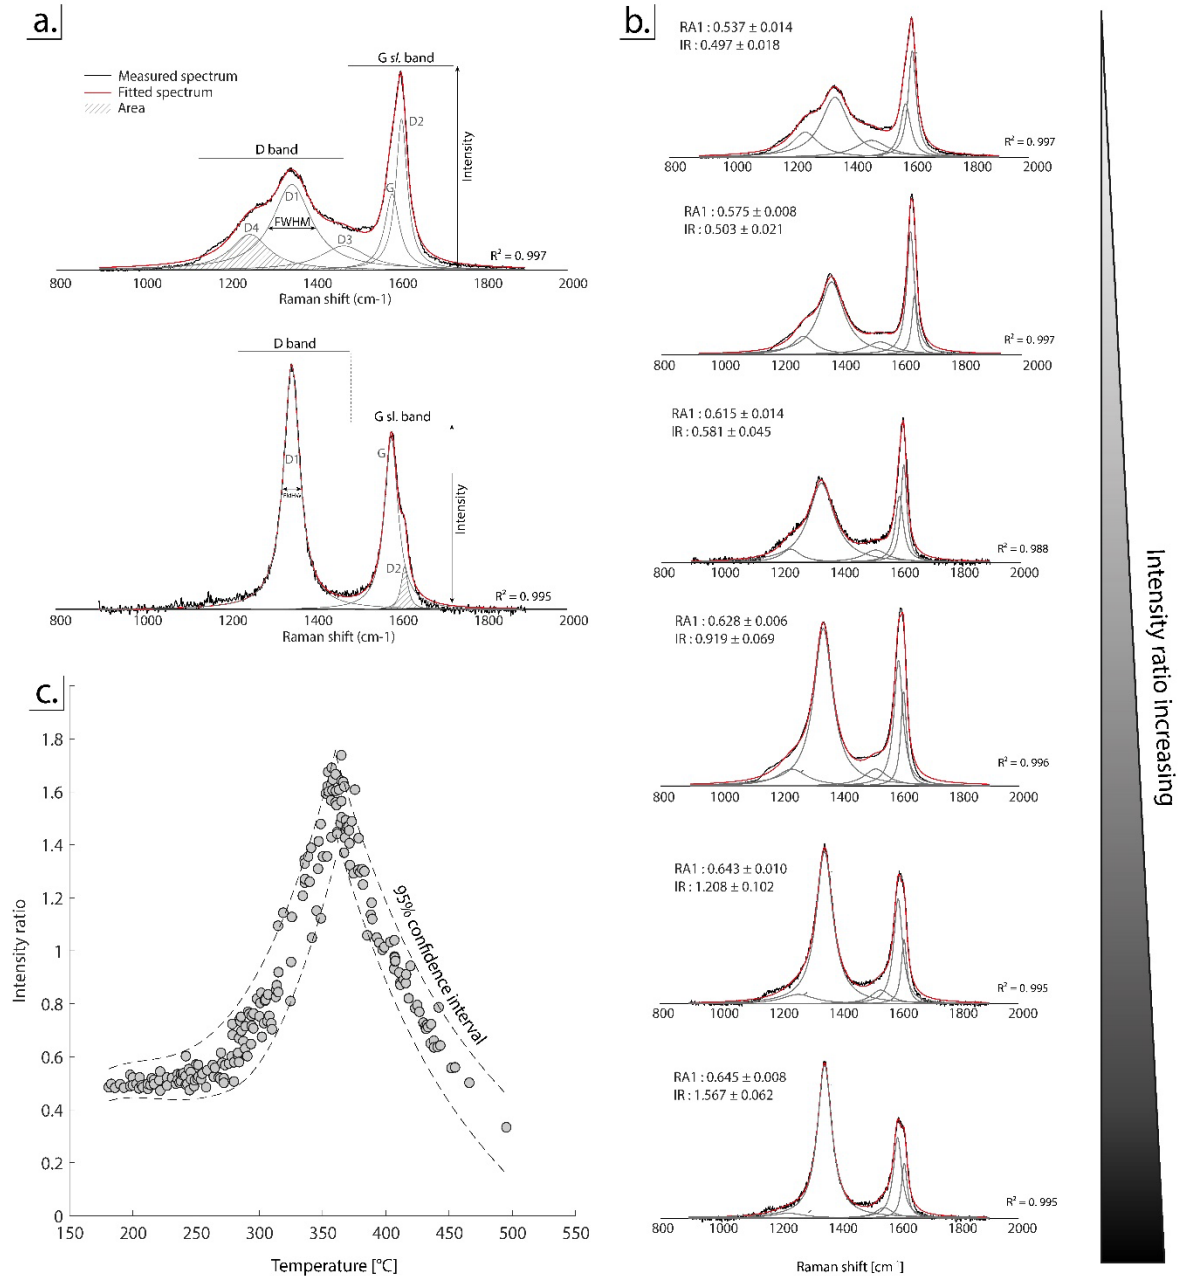 a.
Measured spectrum
Fitted spectrum
Area
G sl. band
D band
D1
D2
D3
D4
G
FWHM
Intensity
R² = 0.997
800 1000 1200 1400 1600 1800 2000
Raman shift (cm-1)
D band
G sl. band
D1
G
D2
FWHM
Intensity
R² = 0.995
800 1000 1200 1400 1600 1800 2000
Raman shift (cm-1)
b.
RA1 : 0.537 ± 0.014
IR : 0.497 ± 0.018
R² = 0.997
800 1000 1200 1400 1600 1800 2000
RA1 : 0.575 ± 0.008
IR : 0.503 ± 0.021
R² = 0.997
800 1000 1200 1400 1600 1800 2000
RA1 : 0.615 ± 0.014
IR : 0.581 ± 0.045
R² = 0.988
800 1000 1200 1400 1600 1800 2000
RA1 : 0.628 ± 0.006
IR : 0.919 ± 0.069
R² = 0.996
800 1000 1200 1400 1600 1800 2000
RA1 : 0.643 ± 0.010
IR : 1.208 ± 0.102
R² = 0.995
800 1000 1200 1400 1600 1800 2000
RA1 : 0.645 ± 0.008
IR : 1.567 ± 0.062
R² = 0.995
800 1000 1200 1400 1600 1800 2000
Raman shift [cm⁻]
Intensity ratio increasing
c.
1.8
1.6
1.4
1.2
1
0.8
0.6
0.4
0.2
0
Intensity ratio
95% confidence interval
150 200 250 300 350 400 450 500 550
Temperature [°C]